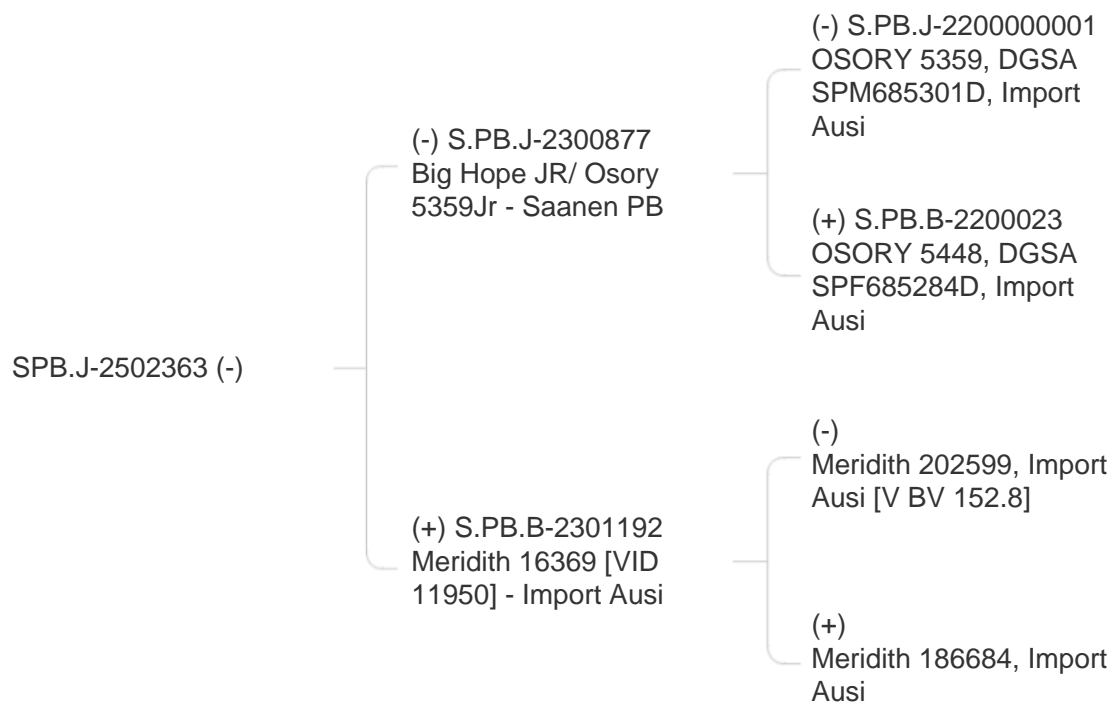 (-) S.PB.J-2200000001
OSORY 5359, DGSA
SPM685301D, Import
Ausi
(-) S.PB.J-2300877
Big Hope JR/ Osory
5359Jr - Saanen PB
(+) S.PB.B-2200023
OSORY 5448, DGSA
SPF685284D, Import
Ausi
SPB.J-2502363 (-)
(-)
Meridith 202599, Import
Ausi [V BV 152.8]
(+) S.PB.B-2301192
Meridith 16369 [VID
11950] - Import Ausi
(+)
Meridith 186684, Import
Ausi